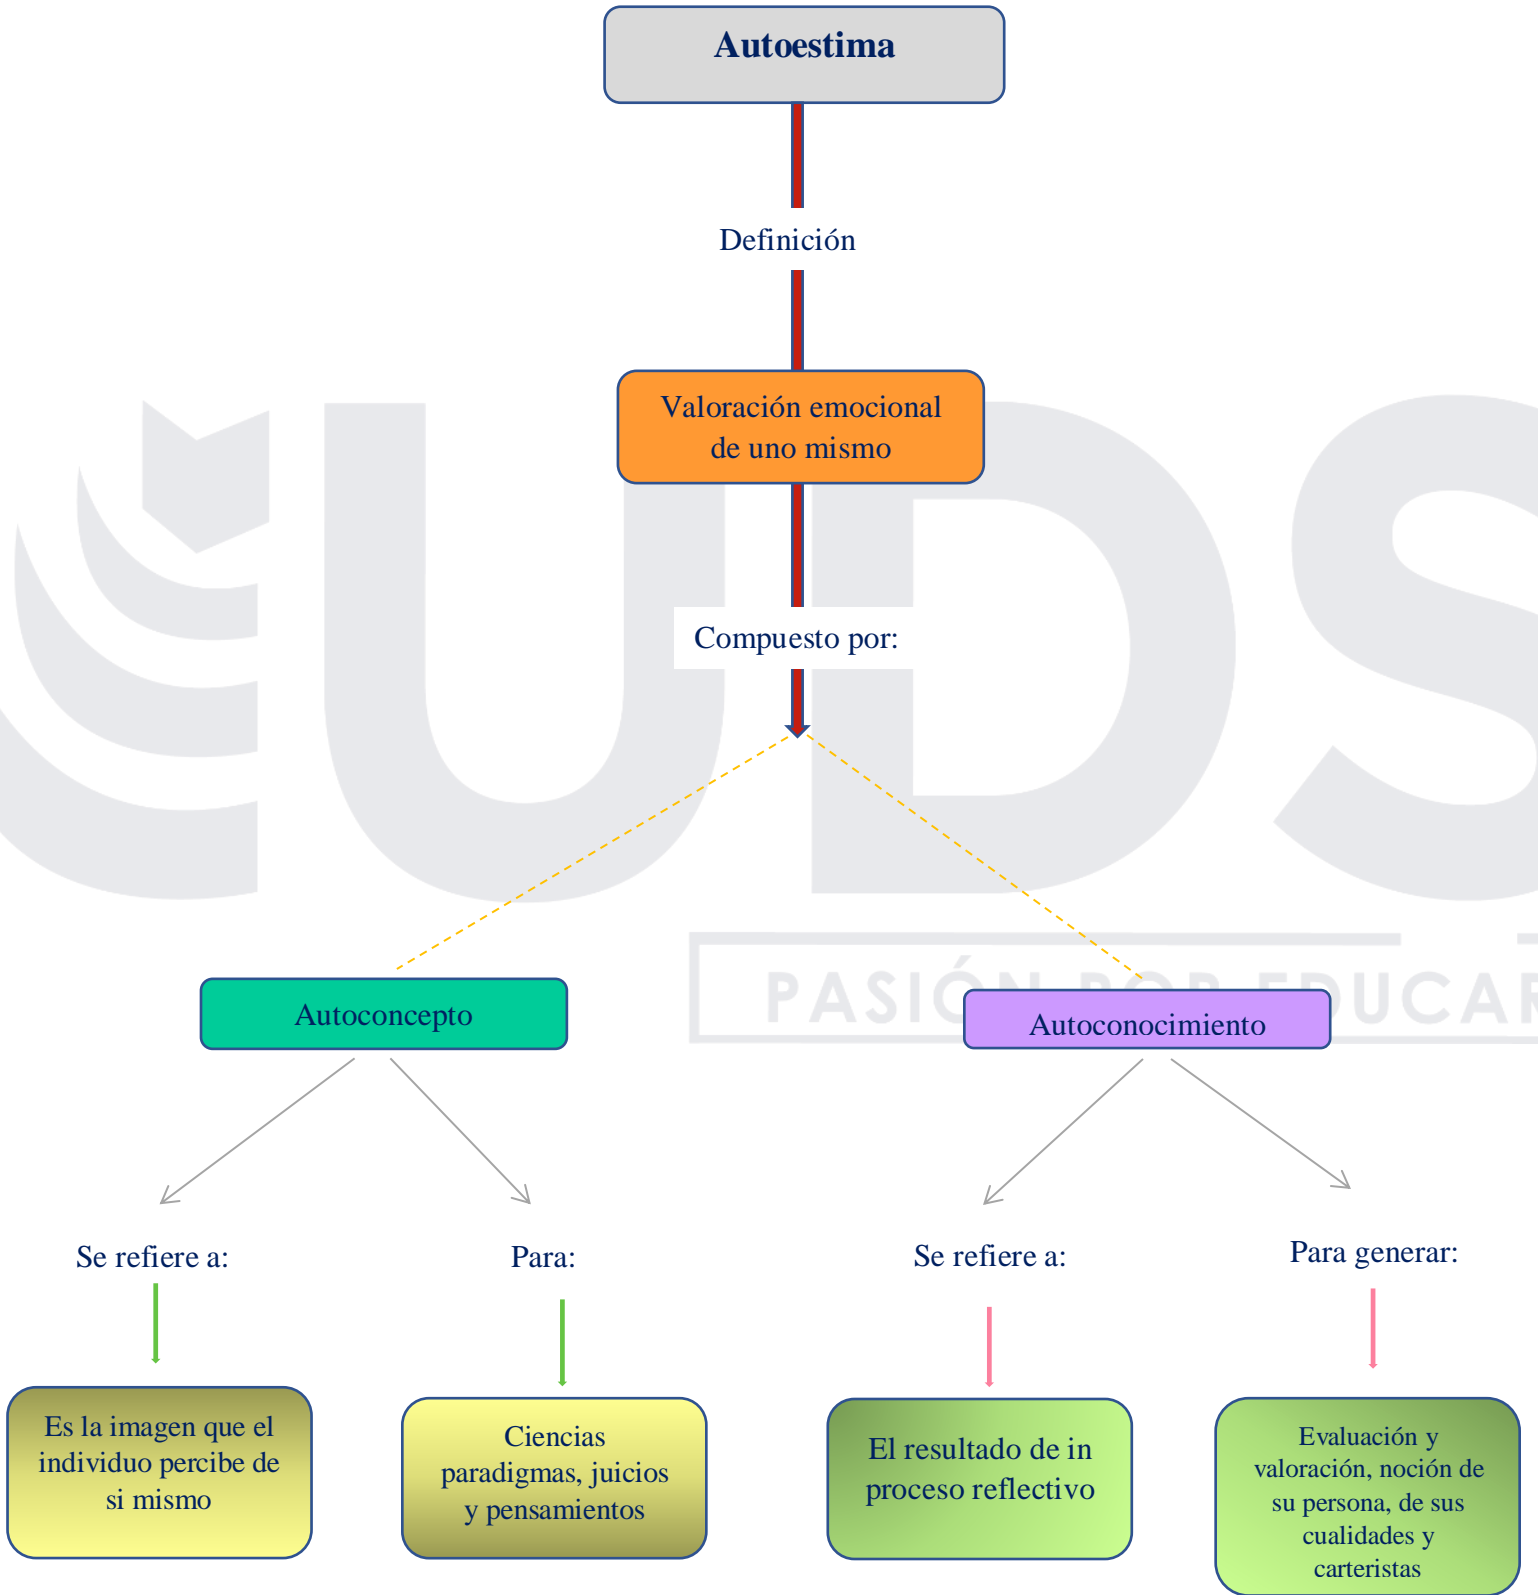 Autoestima
Definición
Valoración emocional
de uno mismo
Compuesto por:
UDS
PASIÓN POR EDUCAR
Autoconcepto
Autoconocimiento
Se refiere a:
Para:
Se refiere a:
Para generar:
Es la imagen que el
individuo percibe de
si mismo
Ciencias
paradigmas, juicios
y pensamientos
El resultado de in
proceso reflectivo
Evaluación y
valoración, noción de
su persona, de sus
cualidades y
carteristas